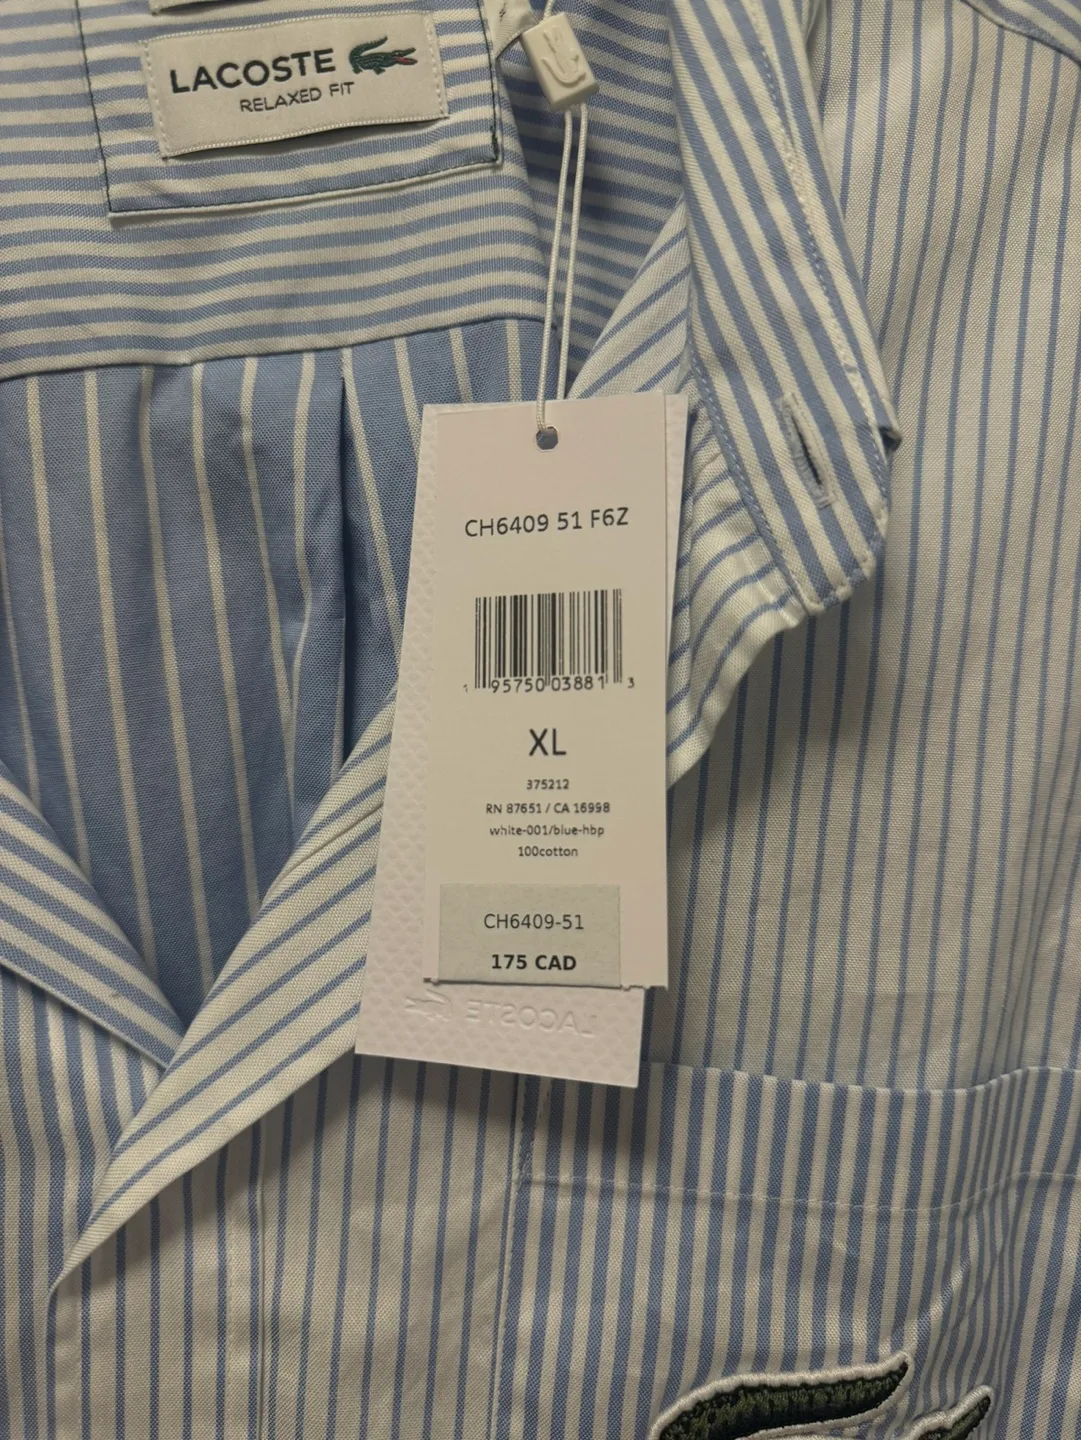 LACOSTE
RELAXED FIT
CH6409 51 F6Z
1 95750 03881 3
XL
375212
RN 87651 / CA 16998
white-001/blue-hbp
100cotton
CH6409-51
175 CAD
LACOSTE